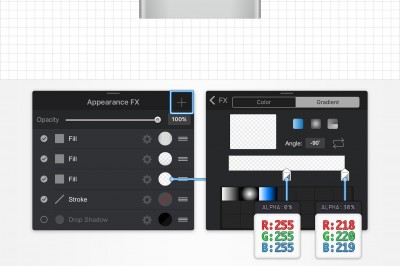 Appearance FX
+
Opacity
100%
Fill
Fill
Fill
Stroke
Drop Shadow
< FX
Color
Gradient
Angle:
-90°
ALPHA: 0%
R:255
G:255
B:255
ALPHA: 50%
R:218
G:220
B:219